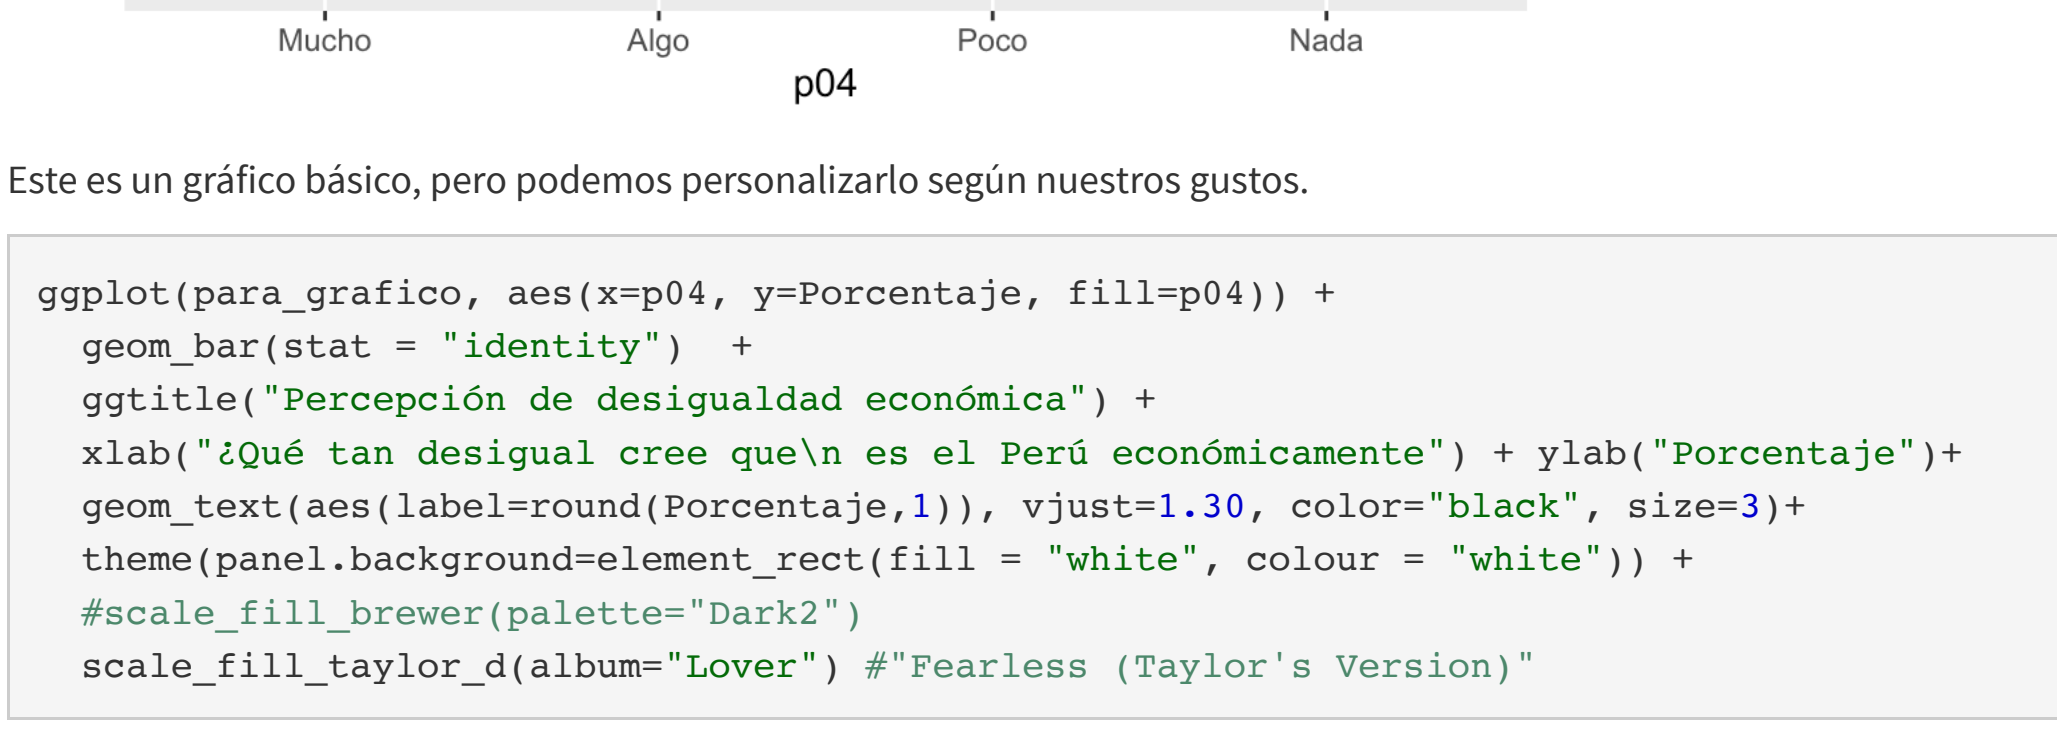 Mucho Algo Poco Nada
p04
Este es un gráfico básico, pero podemos personalizarlo según nuestros gustos.
ggplot(para_grafico, aes(x=p04, y=Porcentaje, fill=p04)) +
  geom_bar(stat = "identity")  +
  ggtitle("Percepción de desigualdad económica") +
  xlab("¿Qué tan desigual cree que\n es el Perú económicamente") + ylab("Porcentaje")+
  geom_text(aes(label=round(Porcentaje,1)), vjust=1.30, color="black", size=3)+
  theme(panel.background=element_rect(fill = "white", colour = "white")) +
  #scale_fill_brewer(palette="Dark2")
  scale_fill_taylor_d(album="Lover") #"Fearless (Taylor's Version)"